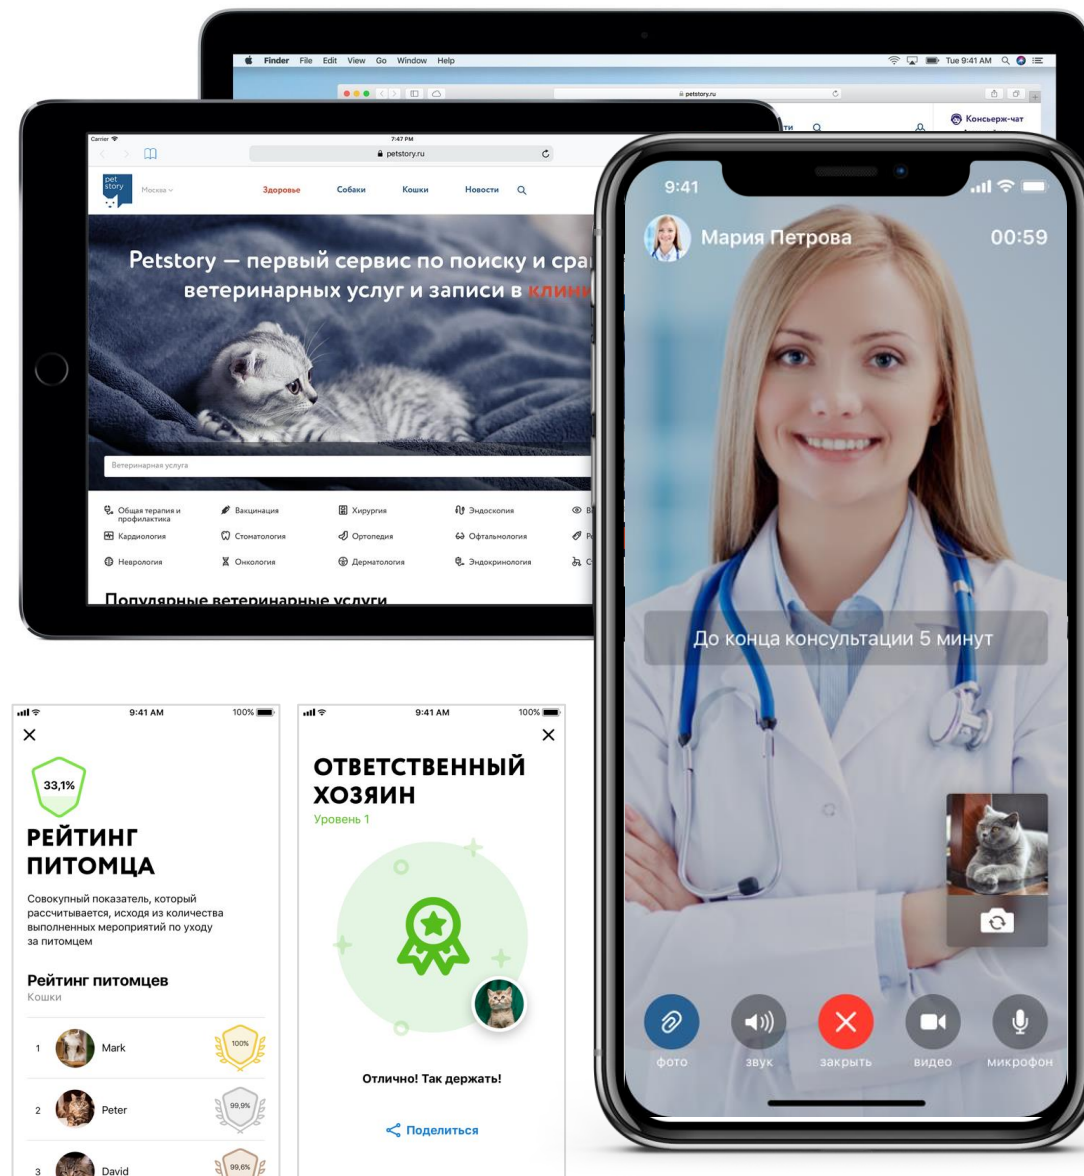 Finder File Edit View Go Window Help
Tue 9:41 AM
petstory.ru
Консьерж-чат
Carrier
7:47 PM
petstory.ru
pet
story
Москва
Здоровье Собаки Кошки Новости
Petstory — первый сервис по поиску и
ветеринарных услуг и записи в
Ветеринарная услуга
Общая терапия и
профилактика
Вакцинация
Хирургия
Эндоскопия
Кардиология
Стоматология
Ортопедия
Офтальмология
Неврология
Онкология
Дерматология
Эндокринология
Популярные ветеринарные услуги
9:41
Мария Петрова
00:59
До конца консультации 5 минут
фото звук закрыть видео микрофон
9:41 AM
100%
33,1%
РЕЙТИНГ
ПИТОМЦА
Совокупный показатель, который
рассчитывается, исходя из количества
выполненных мероприятий по уходу
за питомцем
Рейтинг питомцев
Кошки
1 Mark 100%
2 Peter 99,9%
3 David 99,6%
9:41 AM
100%
ОТВЕТСТВЕННЫЙ
ХОЗЯИН
Уровень 1
Отлично! Так держать!
Поделиться